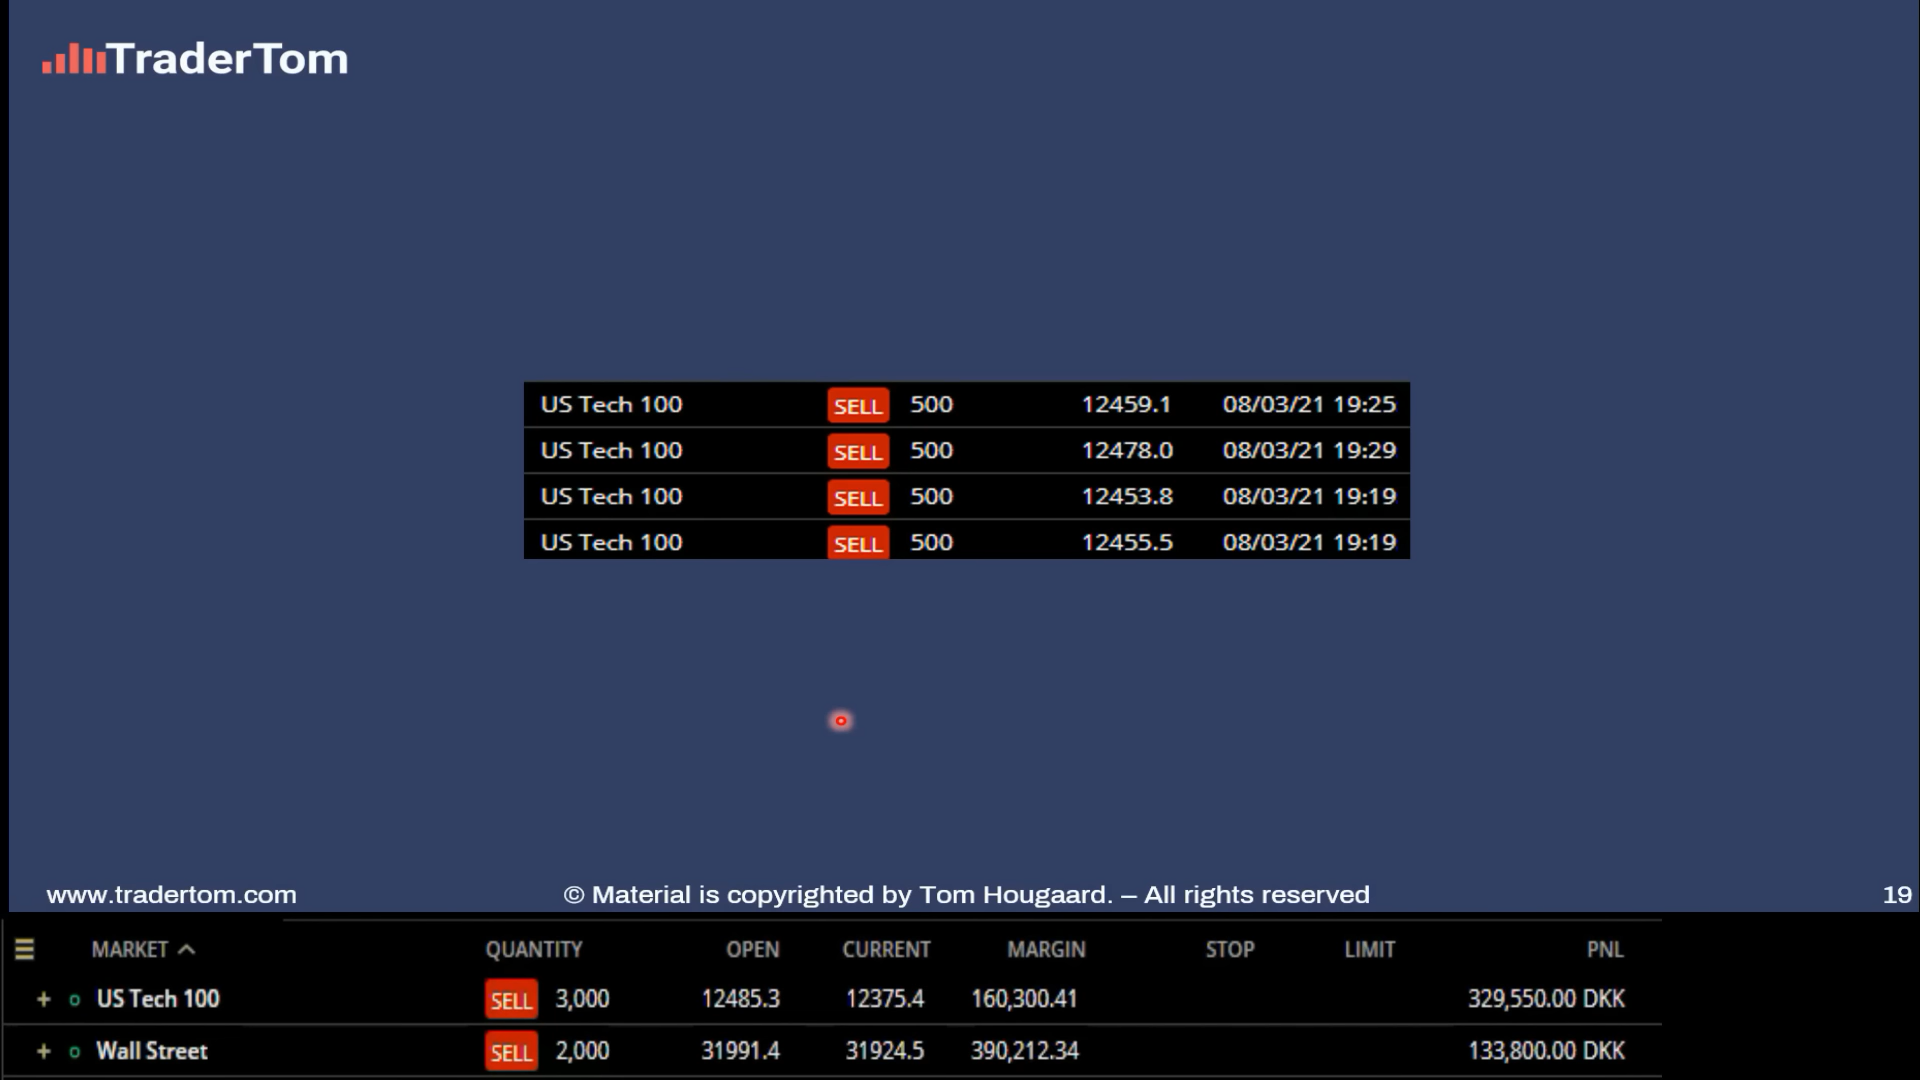 TraderTom
US Tech 100 SELL 500 12459.1 08/03/21 19:25
US Tech 100 SELL 500 12478.0 08/03/21 19:29
US Tech 100 SELL 500 12453.8 08/03/21 19:19
US Tech 100 SELL 500 12455.5 08/03/21 19:19
www.tradertom.com © Material is copyrighted by Tom Hougaard. – All rights reserved 19
MARKET QUANTITY OPEN CURRENT MARGIN STOP LIMIT PNL
+ o US Tech 100 SELL 3,000 12485.3 12375.4 160,300.41 329,550.00 DKK
+ o Wall Street SELL 2,000 31991.4 31924.5 390,212.34 133,800.00 DKK